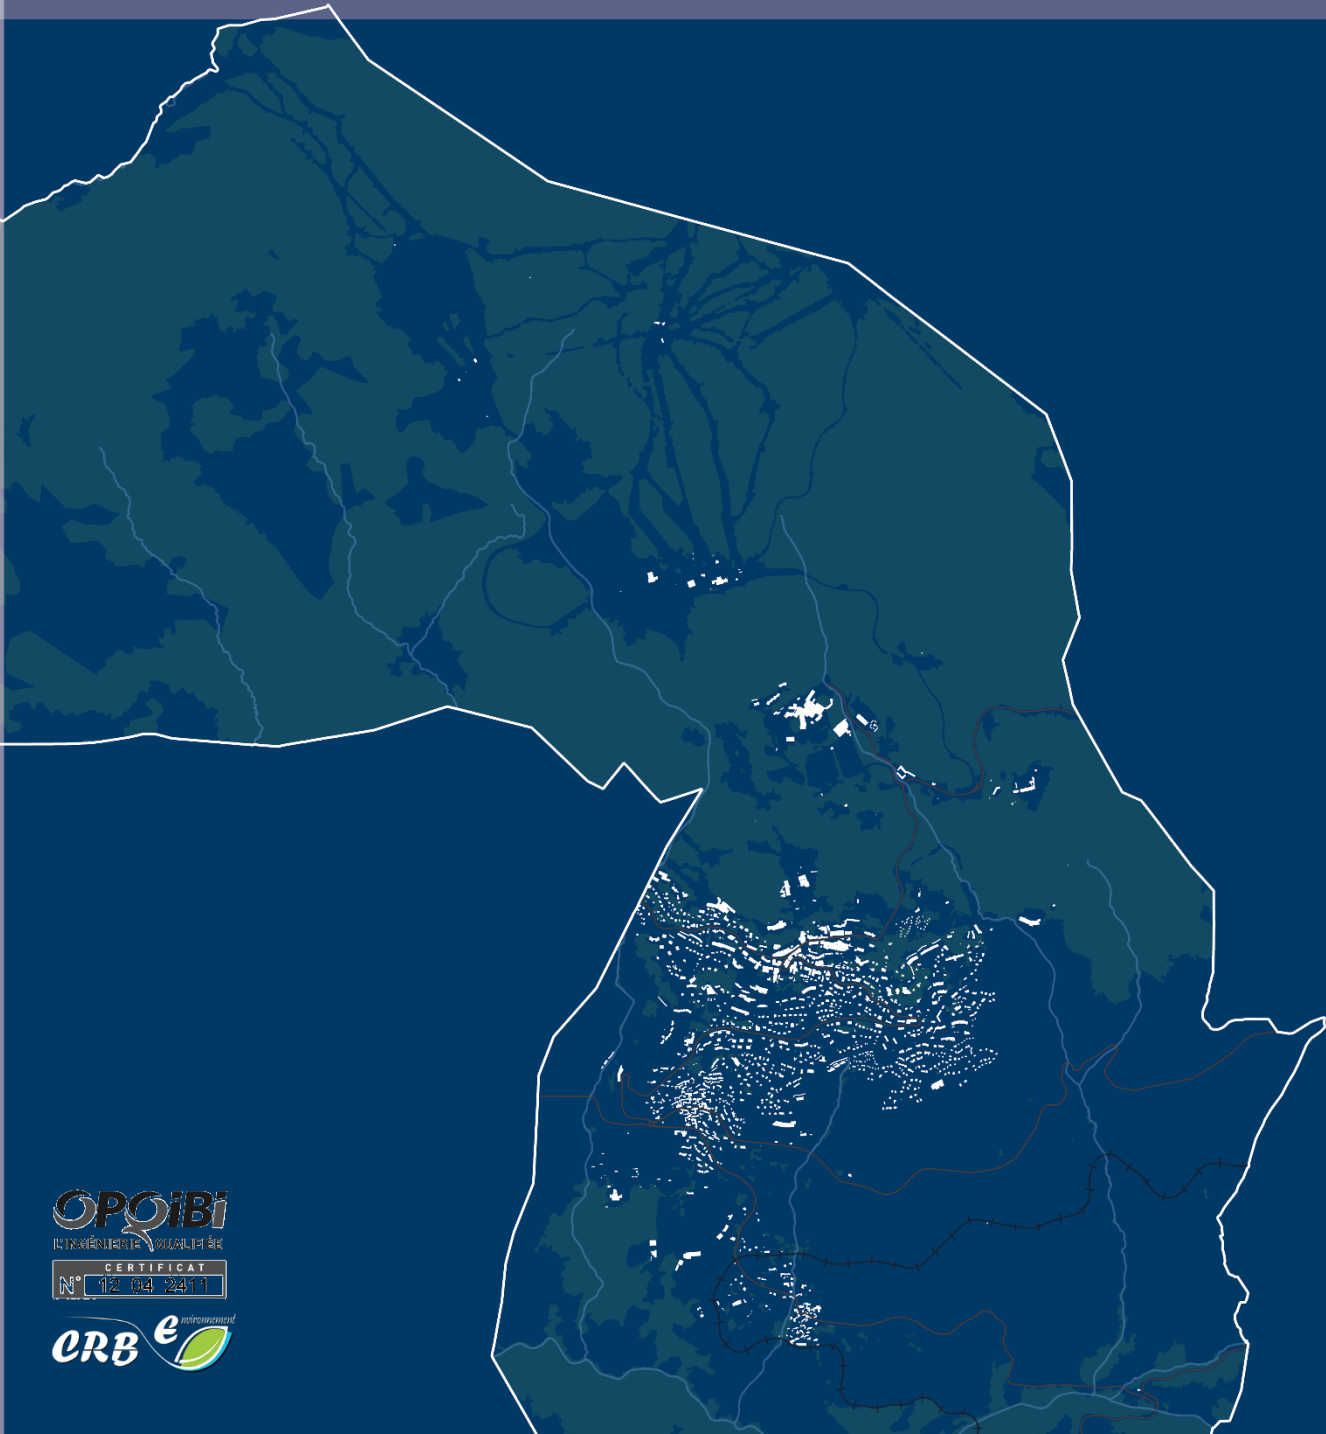 OPQiBi
L'INGÉNIERIE QUALIFIÉE
CERTIFICAT
N° 12 04 2411
CRB Environnement